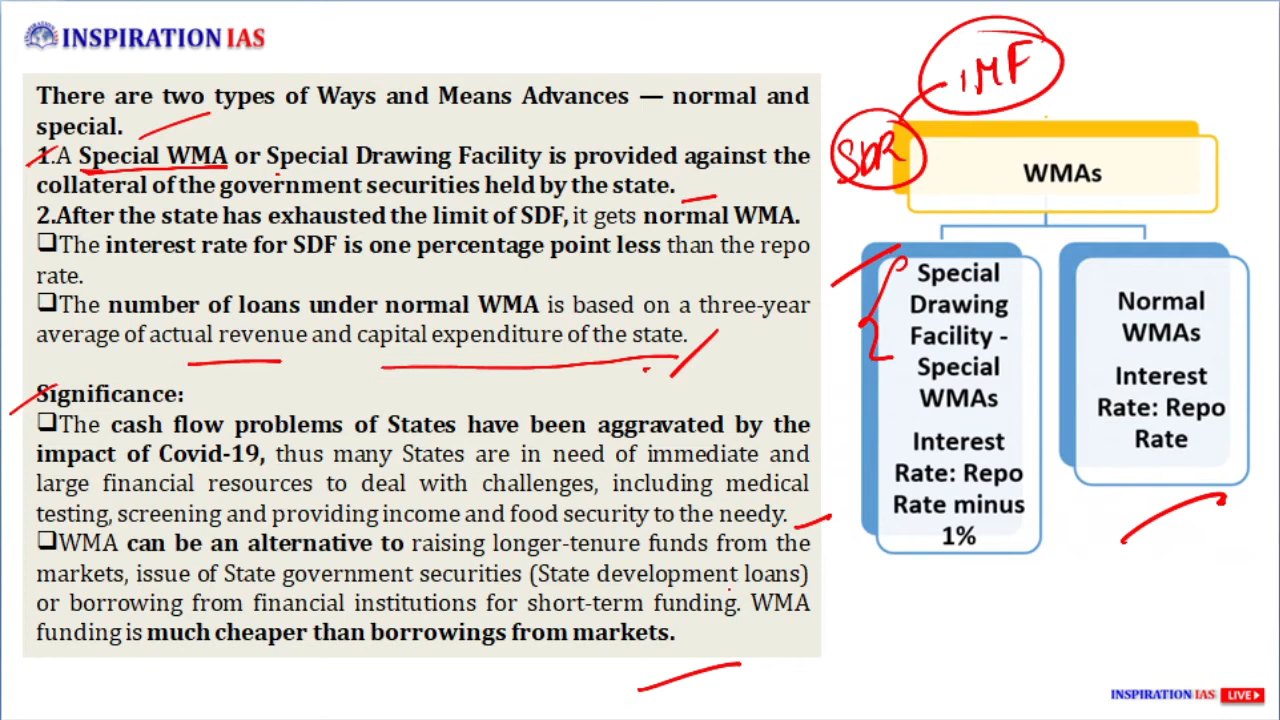 INSPIRATION IAS
There are two types of Ways and Means Advances — normal and
special.
1.A Special WMA or Special Drawing Facility is provided against the
collateral of the government securities held by the state.
2.After the state has exhausted the limit of SDF, it gets normal WMA.
❑The interest rate for SDF is one percentage point less than the repo
rate.
❑The number of loans under normal WMA is based on a three-year
average of actual revenue and capital expenditure of the state.
Significance:
❑The cash flow problems of States have been aggravated by the
impact of Covid-19, thus many States are in need of immediate and
large financial resources to deal with challenges, including medical
testing, screening and providing income and food security to the needy.
❑WMA can be an alternative to raising longer-tenure funds from the
markets, issue of State government securities (State development loans)
or borrowing from financial institutions for short-term funding. WMA
funding is much cheaper than borrowings from markets.
IMF
SDR
WMAs
Special
Drawing
Facility -
Special
WMAs
Interest
Rate: Repo
Rate minus
1%
Normal
WMAs
Interest
Rate: Repo
Rate
INSPIRATION IAS LIVE